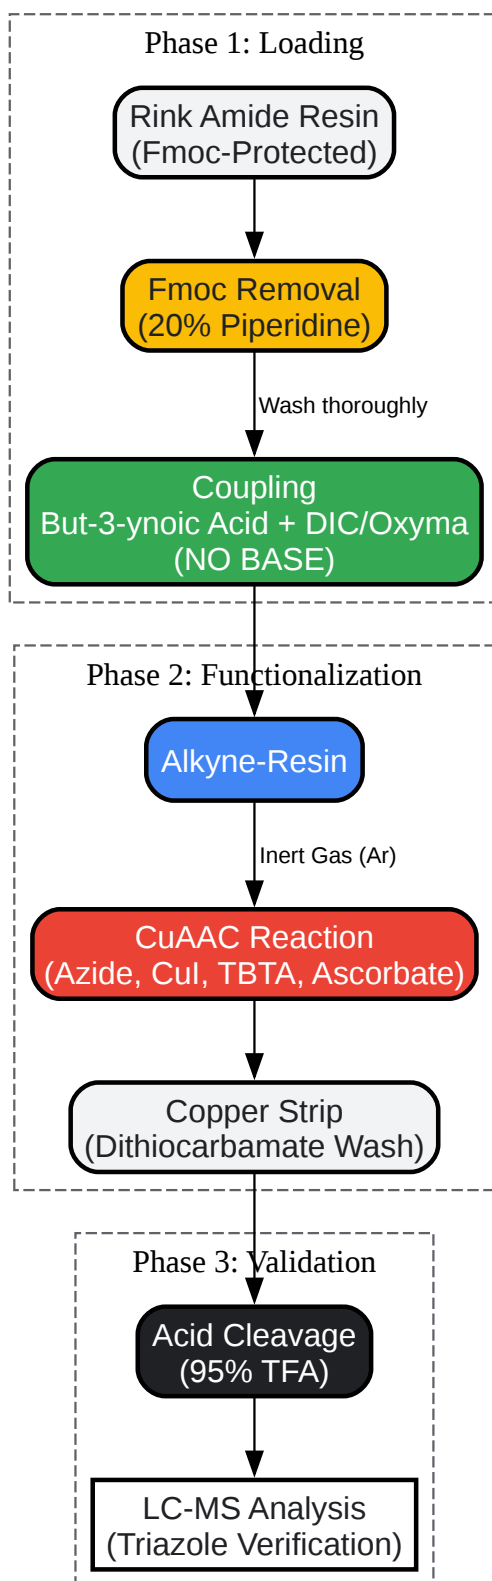 Phase 1: Loading
Rink Amide Resin
(Fmoc-Protected)
Fmoc Removal
(20% Piperidine)
Wash thoroughly
Coupling
But-3-ynoic Acid + DIC/Oxyma
(NO BASE)
Phase 2: Functionalization
Alkyne-Resin
Inert Gas (Ar)
CuAAC Reaction
(Azide, CuI, TBTA, Ascorbate)
Copper Strip
(Dithiocarbamate Wash)
Phase 3: Validation
Acid Cleavage
(95% TFA)
LC-MS Analysis
(Triazole Verification)